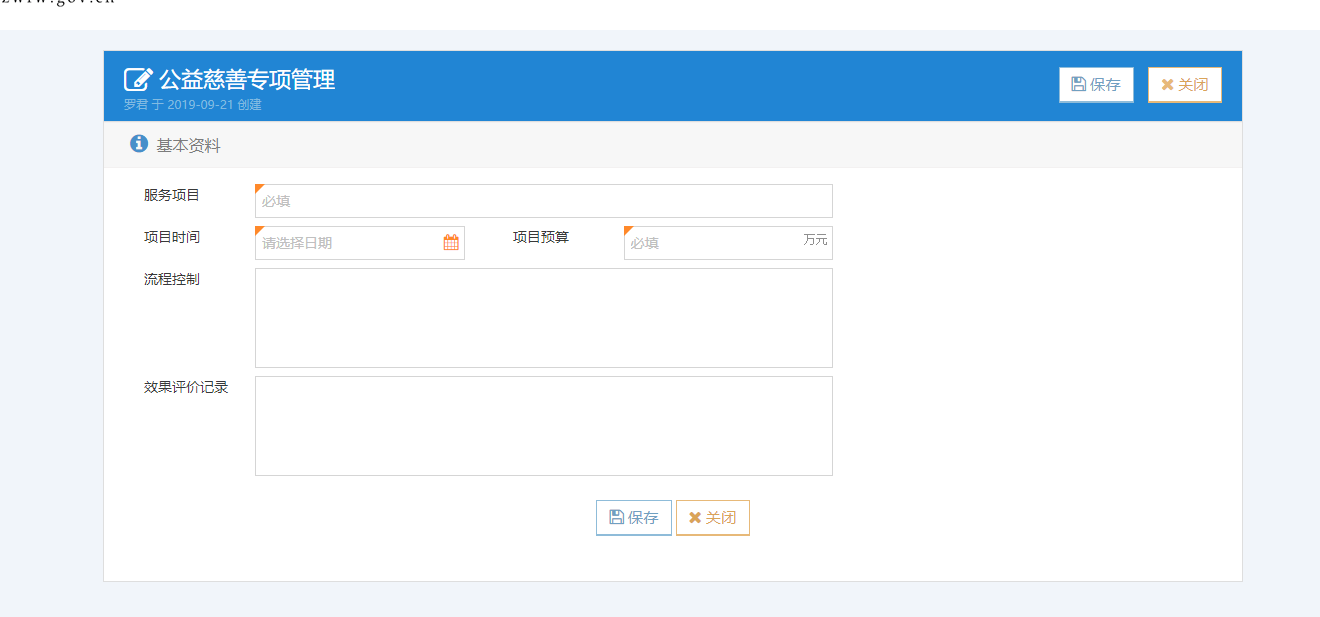 公益慈善专项管理
罗君 于 2019-09-21 创建
保存 关闭
基本资料
服务项目 必填
项目时间 请选择日期 项目预算 必填 万元
流程控制
效果评价记录
保存 关闭